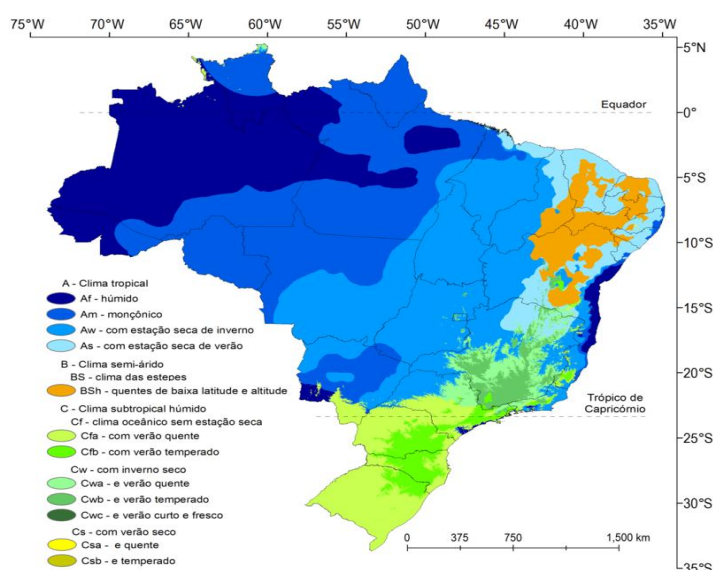 75°W 70°W 65°W 60°W 55°W 50°W 45°W 40°W 35°W
5°N
Equador
0°
5°S
10°S
A - Clima tropical
Af - húmido
Am - monçônico
Aw - com estação seca de inverno
As - com estação seca de verão
B - Clima semi-árido
BS - clima das estepes
BSh - quentes de baixa latitude e altitude
C - Clima subtropical húmido
Cf - clima oceânico sem estação seca
Cfa - com verão quente
Cfb - com verão temperado
Cw - com inverno seco
Cwa - e verão quente
Cwb - e verão temperado
Cwc - e verão curto e fresco
Cs - com verão seco
Csa - e quente
Csb - e temperado
15°S
20°S
Trópico de
Capricórnio
25°S
30°S
0 375 750 1,500 km
35°S